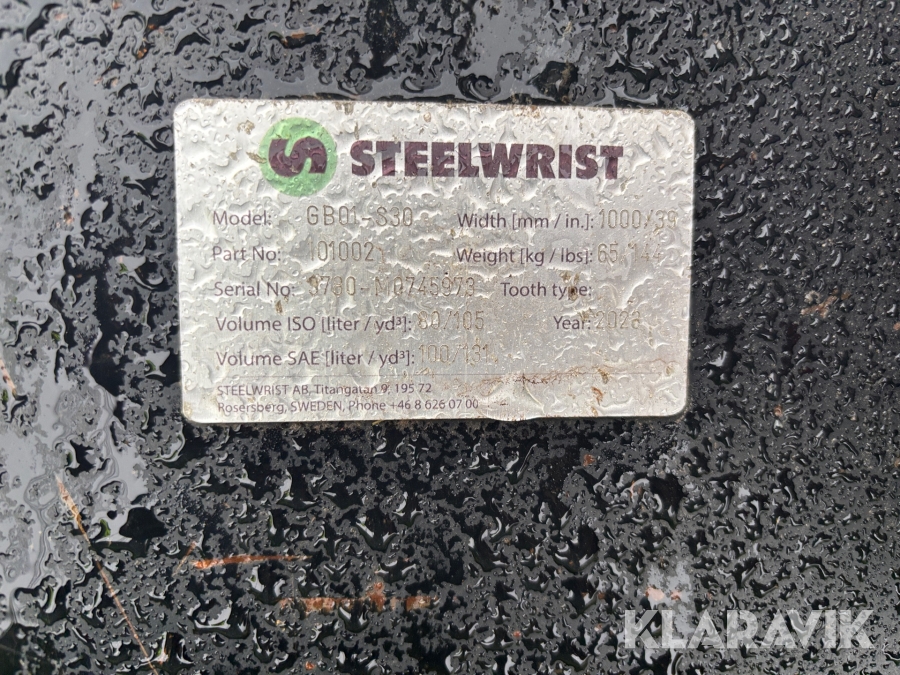 STEELWRIST
Model: GB01-S30 Width [mm / in.]: 1000/39
Part No: 101002 Weight [kg / lbs]: 65/144
Serial No: Tooth type:
Volume ISO [liter / yd³]: 80/105 Year:
Volume SAE [liter / yd³]: 100/131
STEELWRIST AB, Titangatan 9, 195 72
Rosersberg, SWEDEN, Phone +46 8 626 07 00
KLARAVIK